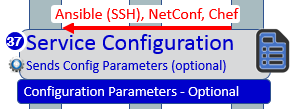 Ansible (SSH), NetConf, Chef
37 Service Configuration
Sends Config Parameters (optional)
Configuration Parameters - Optional